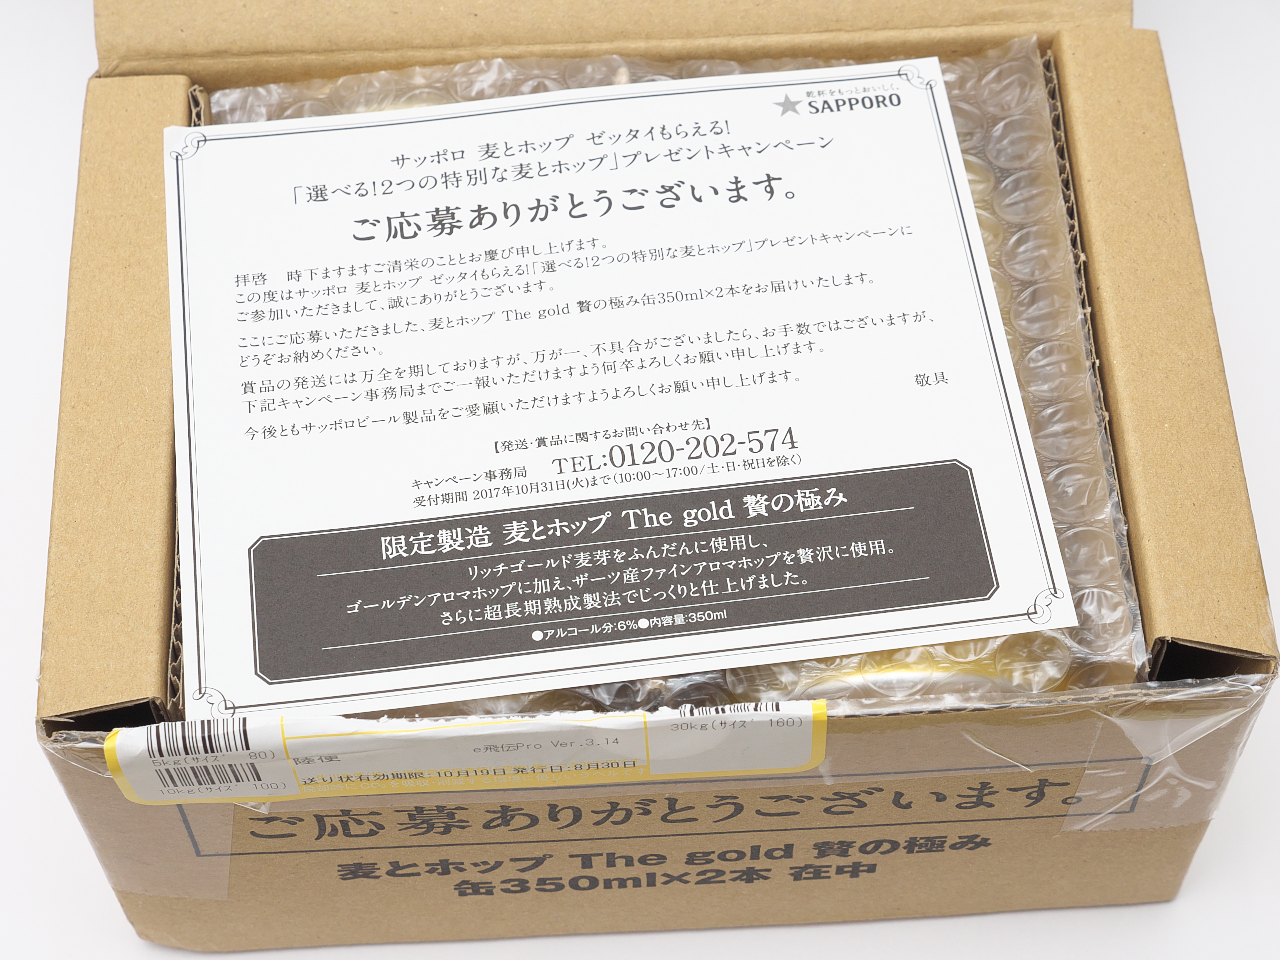 乾杯をもっとおいしく。
SAPPORO
サッポロ 麦とホップ ゼッタイもらえる!
「選べる!2つの特別な麦とホップ」プレゼントキャンペーン
ご応募ありがとうございます。
拝啓 時下ますますご清栄のこととお慶び申し上げます。
この度はサッポロ 麦とホップ ゼッタイもらえる!「選べる!2つの特別な麦とホップ」プレゼントキャンペーンに
ご参加いただきまして、誠にありがとうございます。
ここにご応募いただきました、麦とホップ The gold 贅の極み缶350ml×2本をお届けいたします。
どうぞお納めください。
賞品の発送には万全を期しておりますが、万が一、不具合がございましたら、お手数ではございますが、
下記キャンペーン事務局までご一報いただけますよう何卒よろしくお願い申し上げます。
今後ともサッポロビール製品をご愛顧いただけますようよろしくお願い申し上げます。
敬具
【発送・賞品に関するお問い合わせ先】
キャンペーン事務局 TEL:0120-202-574
受付期間 2017年10月31日(火)まで(10:00~17:00/土・日・祝日を除く)
限定製造 麦とホップ The gold 贅の極み
リッチゴールド麦芽をふんだんに使用し、
ゴールデンアロマホップに加え、ザーツ産ファインアロマホップを贅沢に使用。
さらに超長期熟成製法でじっくりと仕上げました。
●アルコール分:6%●内容量:350ml
5kg(サイズ 80)
10kg(サイズ 100)
陸便
e飛伝Pro Ver.3.14
送り状有効期限:10月19日 発行日:8月30日
30kg(サイズ 160)
ご応募ありがとうございます。
麦とホップ The gold 贅の極み
缶350ml×2本 在中